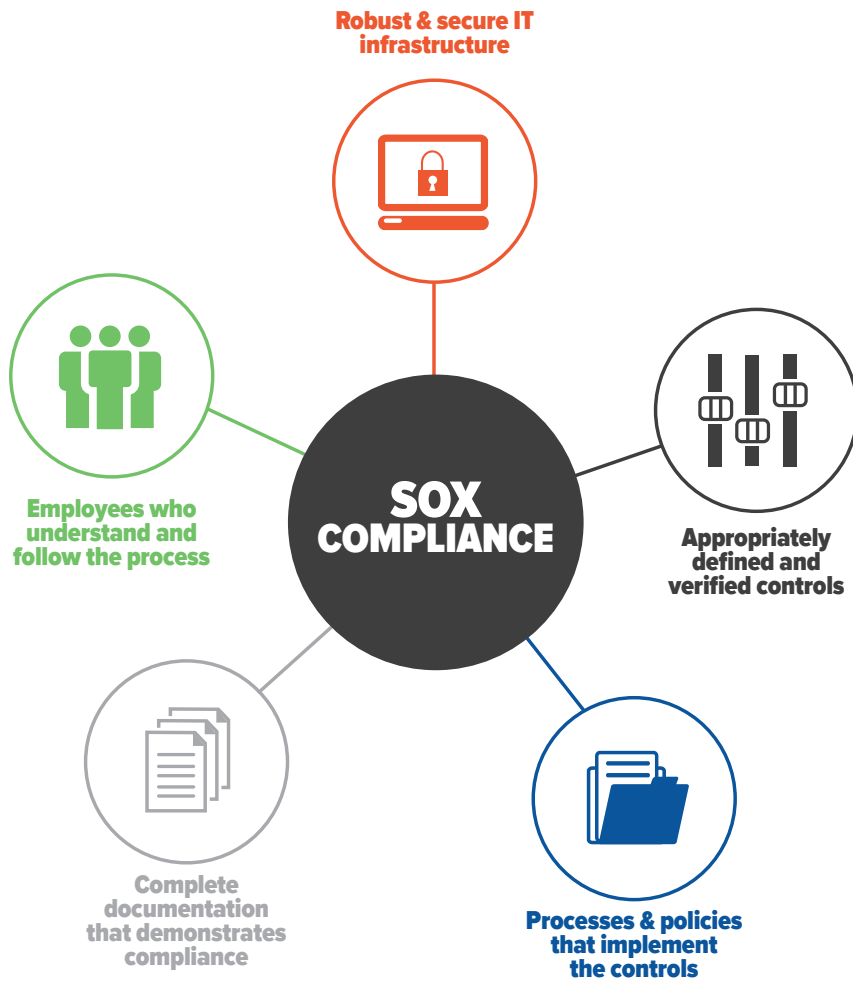 Robust & secure IT
infrastructure
SOX
COMPLIANCE
Employees who
understand and
follow the process
Appropriately
defined and
verified controls
Complete
documentation
that demonstrates
compliance
Processes & policies
that implement
the controls